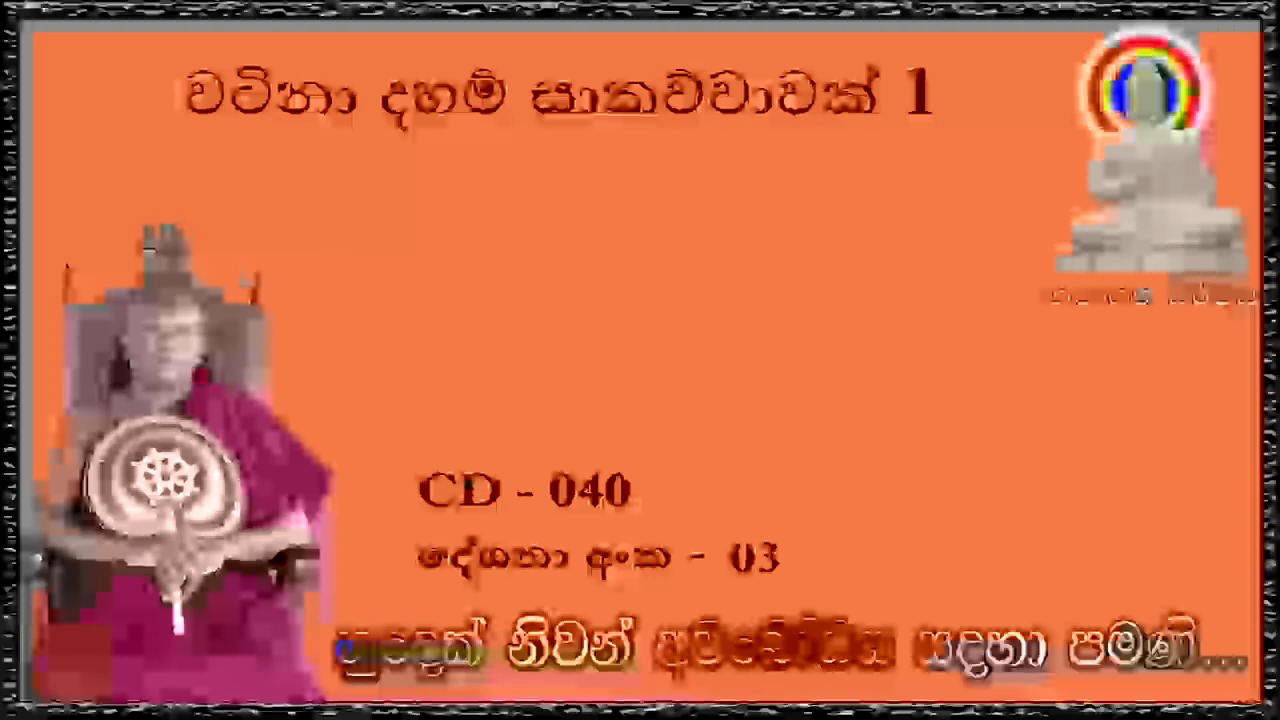 වටිනා දහම් සාකච්චාවක් 1
CD - 040
දේශනා අංක - 03
හුදෙක් නිවන් අවබෝධය සඳහා පමණි...